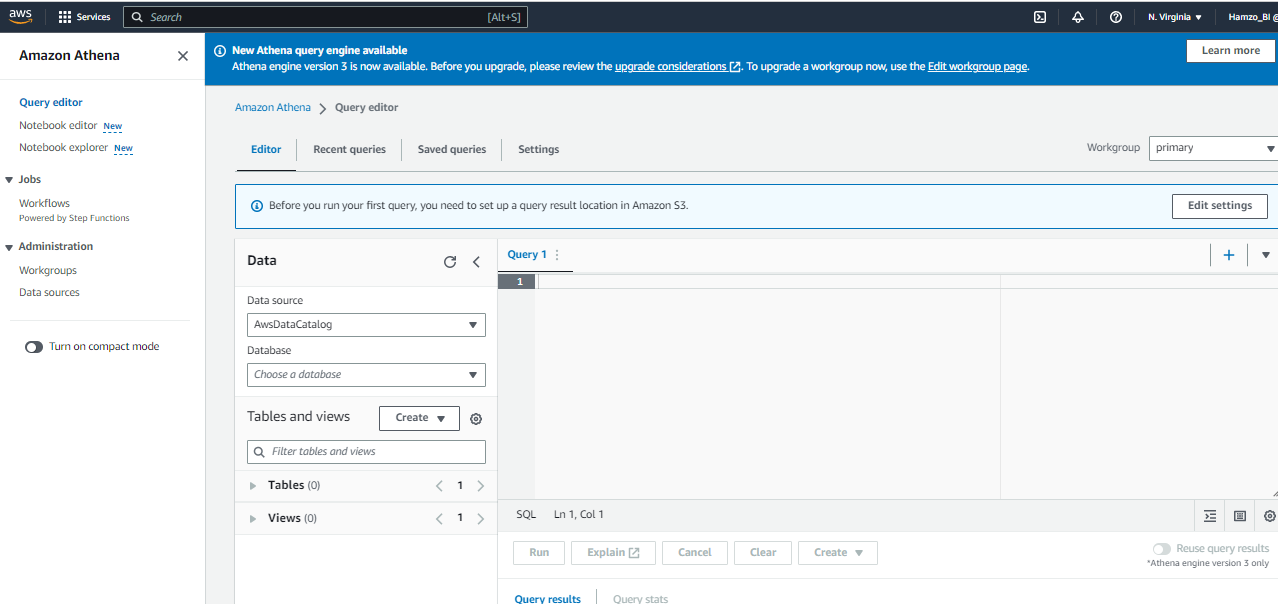 aws
Services
Search
[Alt+S]
N. Virginia
Hamzo_BI @
Amazon Athena
Query editor
Notebook editor New
Notebook explorer New
Jobs
Workflows
Powered by Step Functions
Administration
Workgroups
Data sources
Turn on compact mode
New Athena query engine available
Athena engine version 3 is now available. Before you upgrade, please review the upgrade considerations. To upgrade a workgroup now, use the Edit workgroup page.
Learn more
Amazon Athena
Query editor
Editor
Recent queries
Saved queries
Settings
Workgroup
primary
Before you run your first query, you need to set up a query result location in Amazon S3.
Edit settings
Data
Data source
AwsDataCatalog
Database
Choose a database
Tables and views
Create
Filter tables and views
Tables (0)
1
Views (0)
1
Query 1
1
SQL
Ln 1, Col 1
Run
Explain
Cancel
Clear
Create
Reuse query results
*Athena engine version 3 only
Query results
Query stats